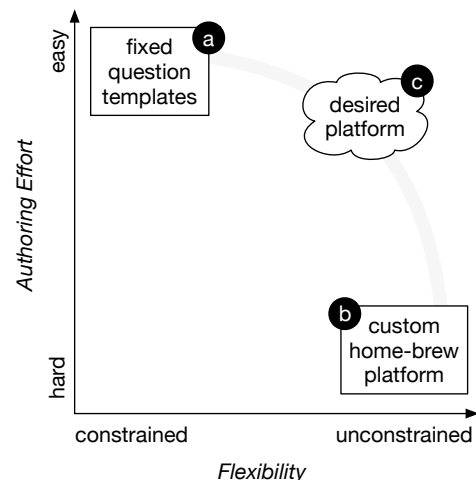 easy
Authoring Effort
hard
a
fixed
question
templates
c
desired
platform
b
custom
home-brew
platform
constrained
unconstrained
Flexibility